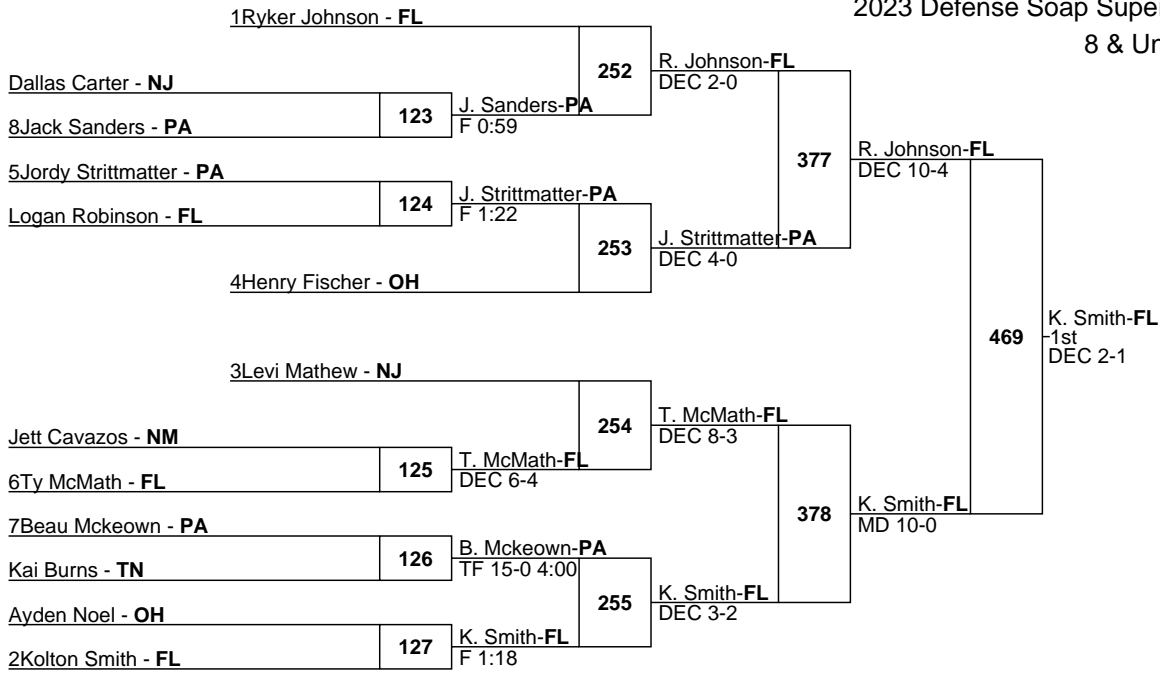 2023 Defense Soap Super
8 & Un
1Ryker Johnson - FL
252
R. Johnson-FL
DEC 2-0
Dallas Carter - NJ
123
J. Sanders-PA
F 0:59
8Jack Sanders - PA
377
R. Johnson-FL
DEC 10-4
5Jordy Strittmatter - PA
124
J. Strittmatter-PA
F 1:22
Logan Robinson - FL
253
J. Strittmatter-PA
DEC 4-0
4Henry Fischer - OH
469
K. Smith-FL
1st
DEC 2-1
3Levi Mathew - NJ
254
T. McMath-FL
DEC 8-3
Jett Cavazos - NM
125
T. McMath-FL
DEC 6-4
6Ty McMath - FL
378
K. Smith-FL
MD 10-0
7Beau Mckeown - PA
126
B. Mckeown-PA
TF 15-0 4:00
Kai Burns - TN
255
K. Smith-FL
DEC 3-2
Ayden Noel - OH
127
K. Smith-FL
F 1:18
2Kolton Smith - FL